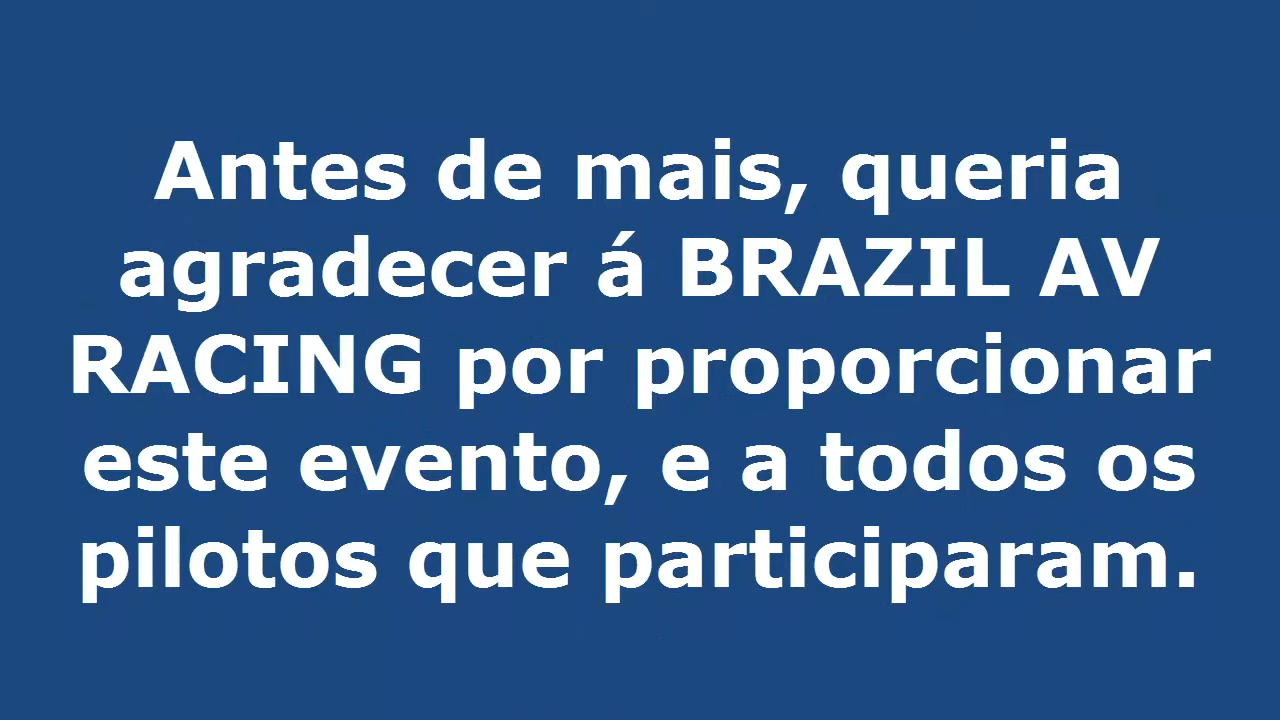 Antes de mais, queria
agradecer á BRAZIL AV
RACING por proporcionar
este evento, e a todos os
pilotos que participaram.